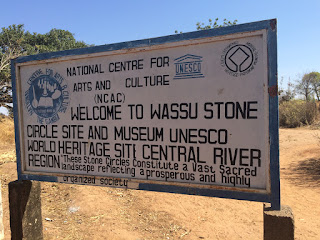 NATIONAL CENTRE FOR
ARTS AND CULTURE
(NCAC)
UNESCO
WELCOME TO WASSU STONE
CIRCLE SITE AND MUSEUM UNESCO
WORLD HERITAGE SITE CENTRAL RIVER
REGION "These Stone Circles Constitute a Vast Sacred
landscape reflecting a prosperous and highly
organized society"